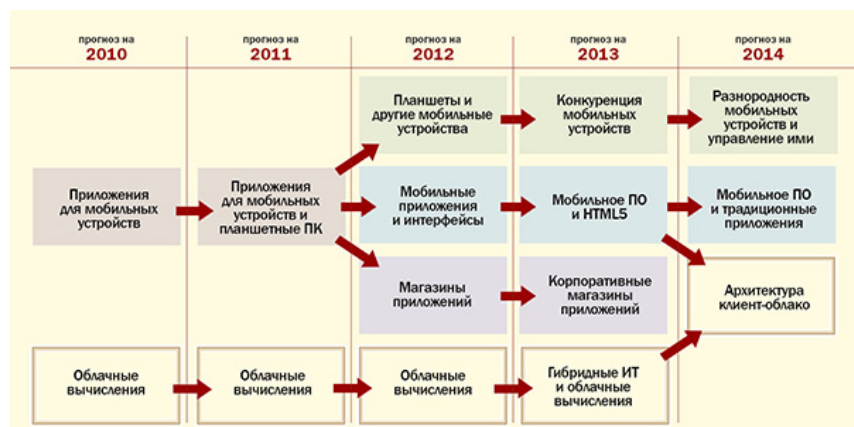 прогноз на
2010
прогноз на
2011
прогноз на
2012
прогноз на
2013
прогноз на
2014
Планшеты и
другие мобильные
устройства
Конкуренция
мобильных
устройств
Разнородность
мобильных
устройств и
управление ими
Приложения
для мобильных
устройств
Приложения
для мобильных
устройств и
планшетные ПК
Мобильные
приложения
и интерфейсы
Мобильное ПО
и HTML5
Мобильное ПО
и традиционные
приложения
Магазины
приложений
Корпоративные
магазины
приложений
Архитектура
клиент-облако
Облачные
вычисления
Облачные
вычисления
Облачные
вычисления
Гибридные ИТ
и облачные
вычисления